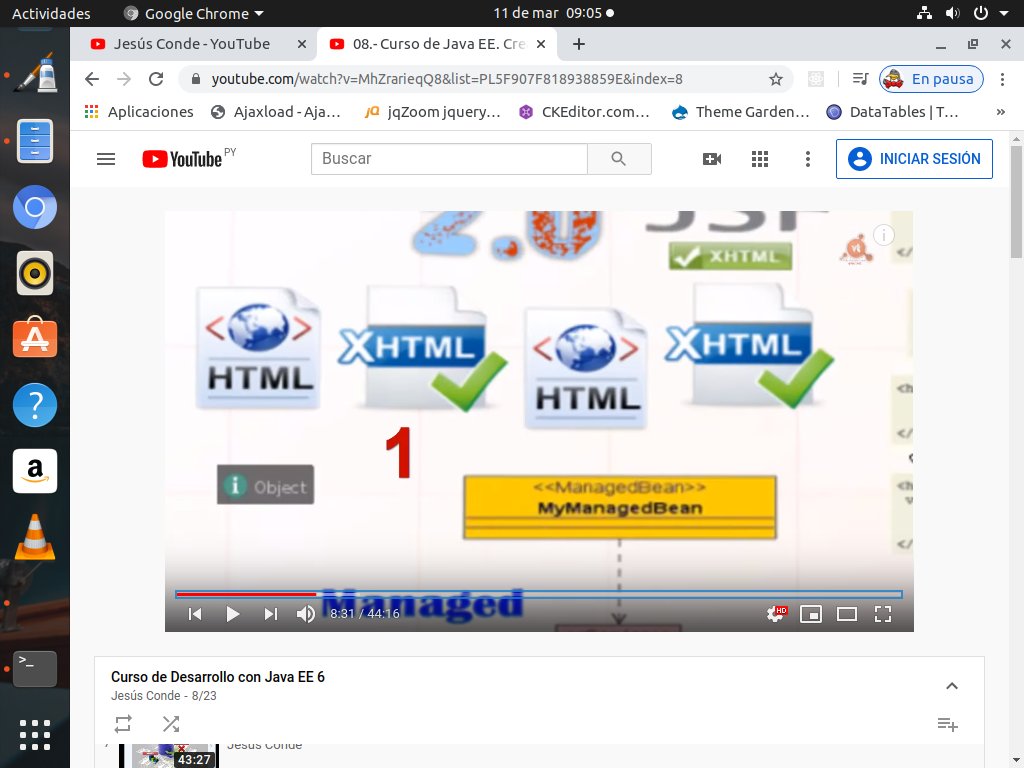 Actividades
Google Chrome
11 de mar 09:05
Jesús Conde - YouTube
08.- Curso de Java EE. Cre
youtube.com/watch?v=MhZrarieqQ8&list=PL5F907F818938859E&index=8
En pausa
Aplicaciones
Ajaxload - Aja...
jqZoom jquery...
CKEditor.com...
Theme Garden...
DataTables | T...
»
YouTube PY
Buscar
INICIAR SESIÓN
2.0
JSF
XHTML
HTML
XHTML
HTML
XHTML
1
Object
<<ManagedBean>>
MyManagedBean
Managed
8:31 / 44:16
HD
Curso de Desarrollo con Java EE 6
Jesús Conde - 8/23
43:27
Jesús Conde
</
<h
</
<h
</